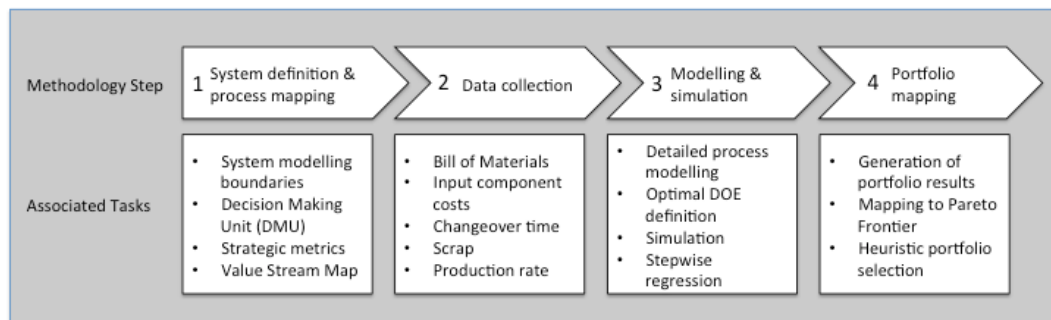 Methodology Step
1 System definition &
process mapping
2 Data collection
3 Modelling &
simulation
4 Portfolio
mapping
Associated Tasks
• System modelling
boundaries
• Decision Making
Unit (DMU)
• Strategic metrics
• Value Stream Map
• Bill of Materials
• Input component
costs
• Changeover time
• Scrap
• Production rate
• Detailed process
modelling
• Optimal DOE
definition
• Simulation
• Stepwise
regression
• Generation of
portfolio results
• Mapping to Pareto
Frontier
• Heuristic portfolio
selection